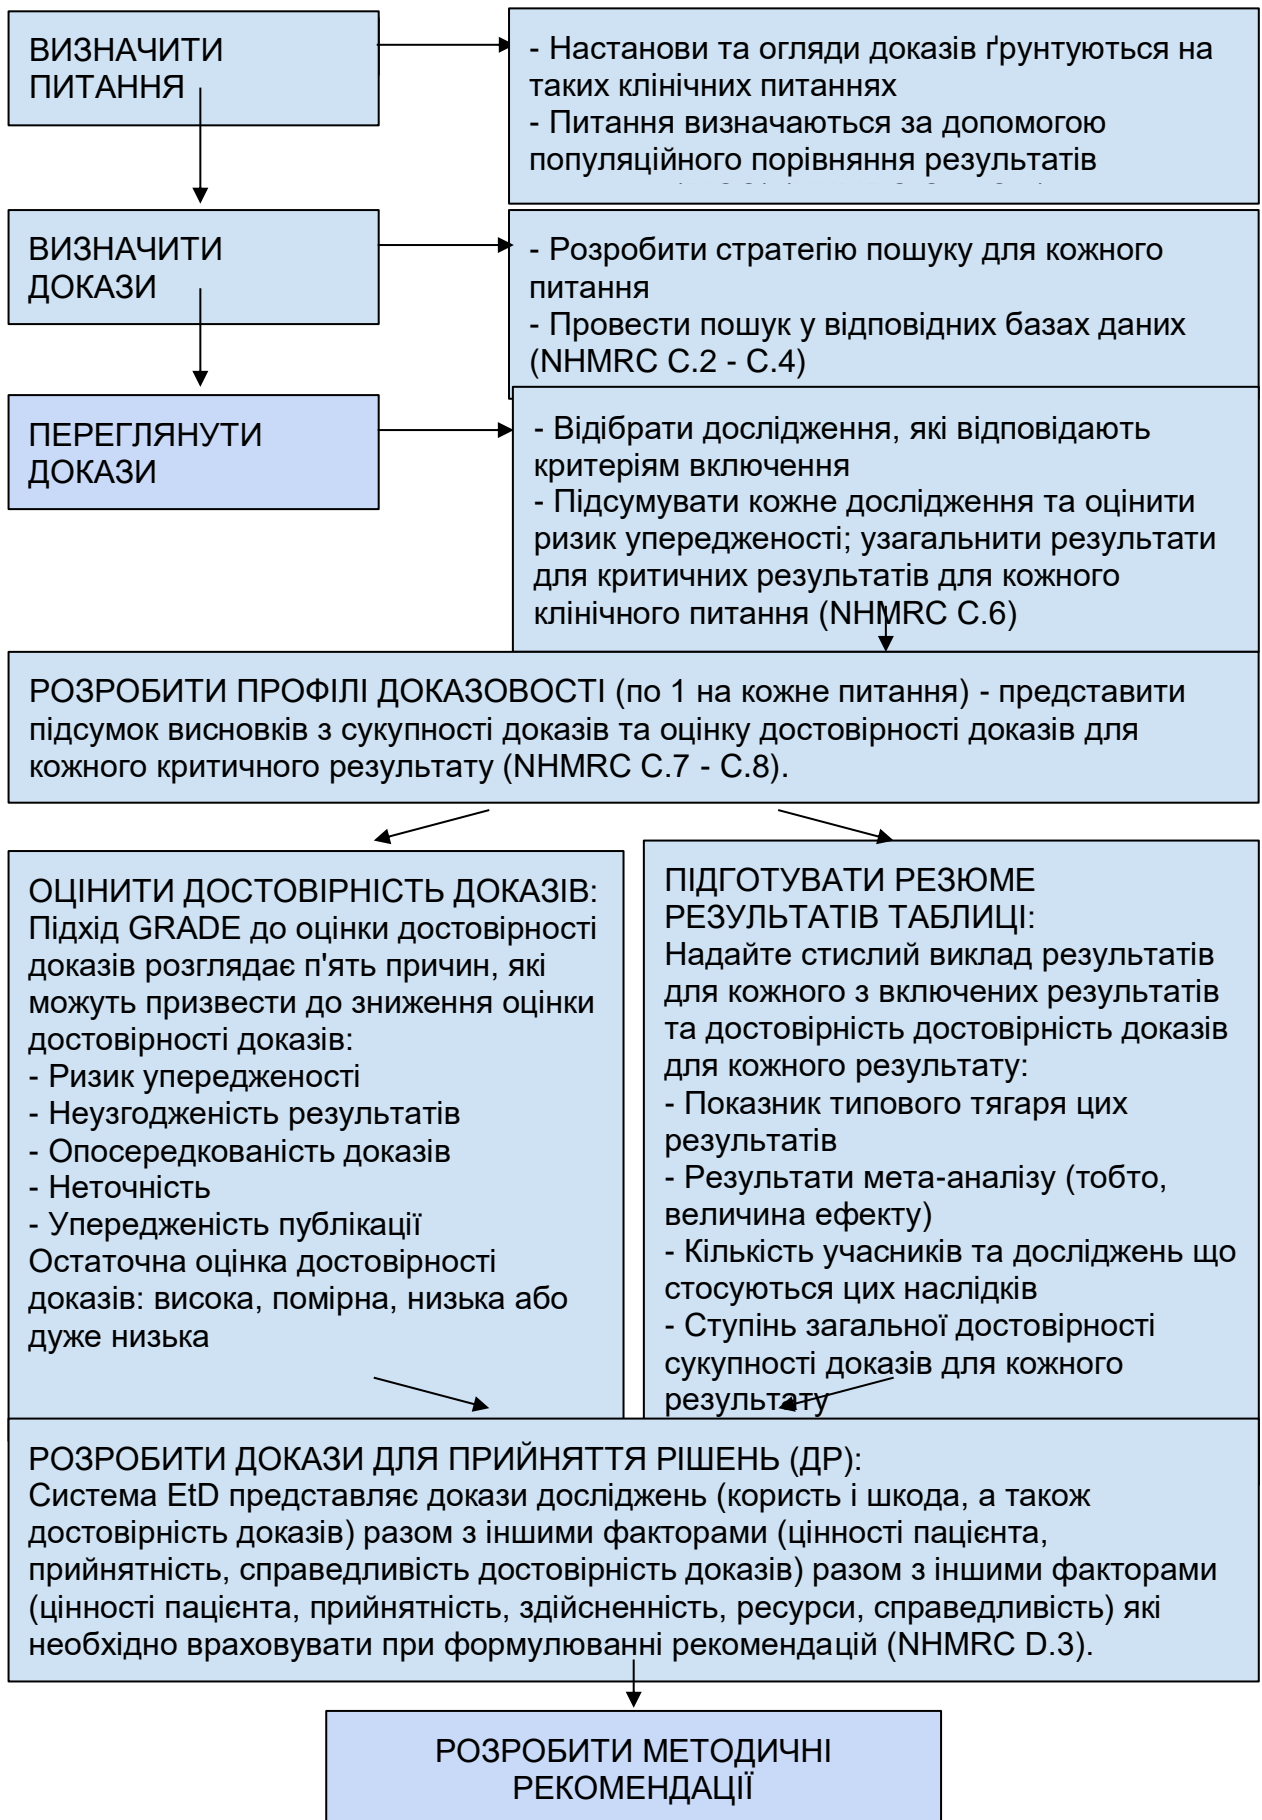 ВИЗНАЧИТИ
ПИТАННЯ
- Настанови та огляди доказів ґрунтуються на
таких клінічних питаннях
- Питання визначаються за допомогою
популяційного порівняння результатів
ВИЗНАЧИТИ
ДОКАЗИ
- Розробити стратегію пошуку для кожного
питання
- Провести пошук у відповідних базах даних
(NHMRC C.2 - C.4)
ПЕРЕГЛЯНУТИ
ДОКАЗИ
- Відібрати дослідження, які відповідають
критеріям включення
- Підсумувати кожне дослідження та оцінити
ризик упередженості; узагальнити результати
для критичних результатів для кожного
клінічного питання (NHMRC C.6)
РОЗРОБИТИ ПРОФІЛІ ДОКАЗОВОСТІ (по 1 на кожне питання) - представити
підсумок висновків з сукупності доказів та оцінку достовірності доказів для
кожного критичного результату (NHMRC C.7 - C.8).
ОЦІНИТИ ДОСТОВІРНІСТЬ ДОКАЗІВ:
Підхід GRADE до оцінки достовірності
доказів розглядає п'ять причин, які
можуть призвести до зниження оцінки
достовірності доказів:
- Ризик упередженості
- Неузгодженість результатів
- Опосередкованість доказів
- Неточність
- Упередженість публікації
Остаточна оцінка достовірності
доказів: висока, помірна, низька або
дуже низька
ПІДГОТУВАТИ РЕЗЮМЕ
РЕЗУЛЬТАТІВ ТАБЛИЦІ:
Надайте стислий виклад результатів
для кожного з включених результатів
та достовірність достовірність доказів
для кожного результату:
- Показник типового тягаря цих
результатів
- Результати мета-аналізу (тобто,
величина ефекту)
- Кількість учасників та досліджень що
стосуються цих наслідків
- Ступінь загальної достовірності
сукупності доказів для кожного
результату
РОЗРОБИТИ ДОКАЗИ ДЛЯ ПРИЙНЯТТЯ РІШЕНЬ (ДР):
Система EtD представляє докази досліджень (користь і шкода, а також
достовірність доказів) разом з іншими факторами (цінності пацієнта,
прийнятність, справедливість достовірність доказів) разом з іншими факторами
(цінності пацієнта, прийнятність, здійсненність, ресурси, справедливість) які
необхідно враховувати при формулюванні рекомендацій (NHMRC D.3).
РОЗРОБИТИ МЕТОДИЧНІ
РЕКОМЕНДАЦІЇ